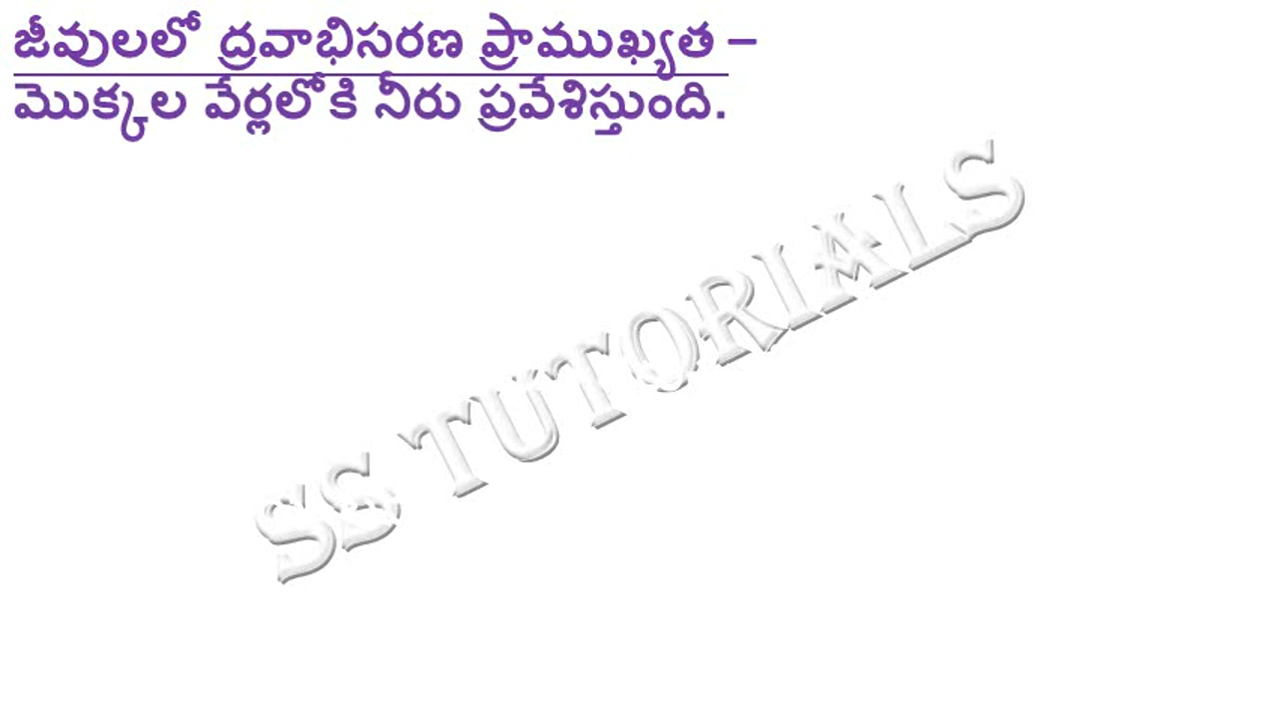 జీవులలో ద్రవాభిసరణ ప్రాముఖ్యత –
మొక్కల వేర్లలోకి నీరు ప్రవేశిస్తుంది.
SS TUTORIALS